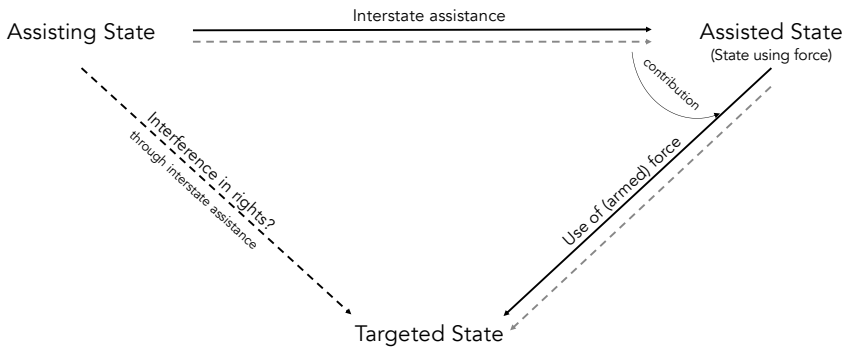 Interstate assistance
Assisting State
Assisted State
(State using force)
contribution
Interference in rights?
through interstate assistance
Use of (armed) force
Targeted State